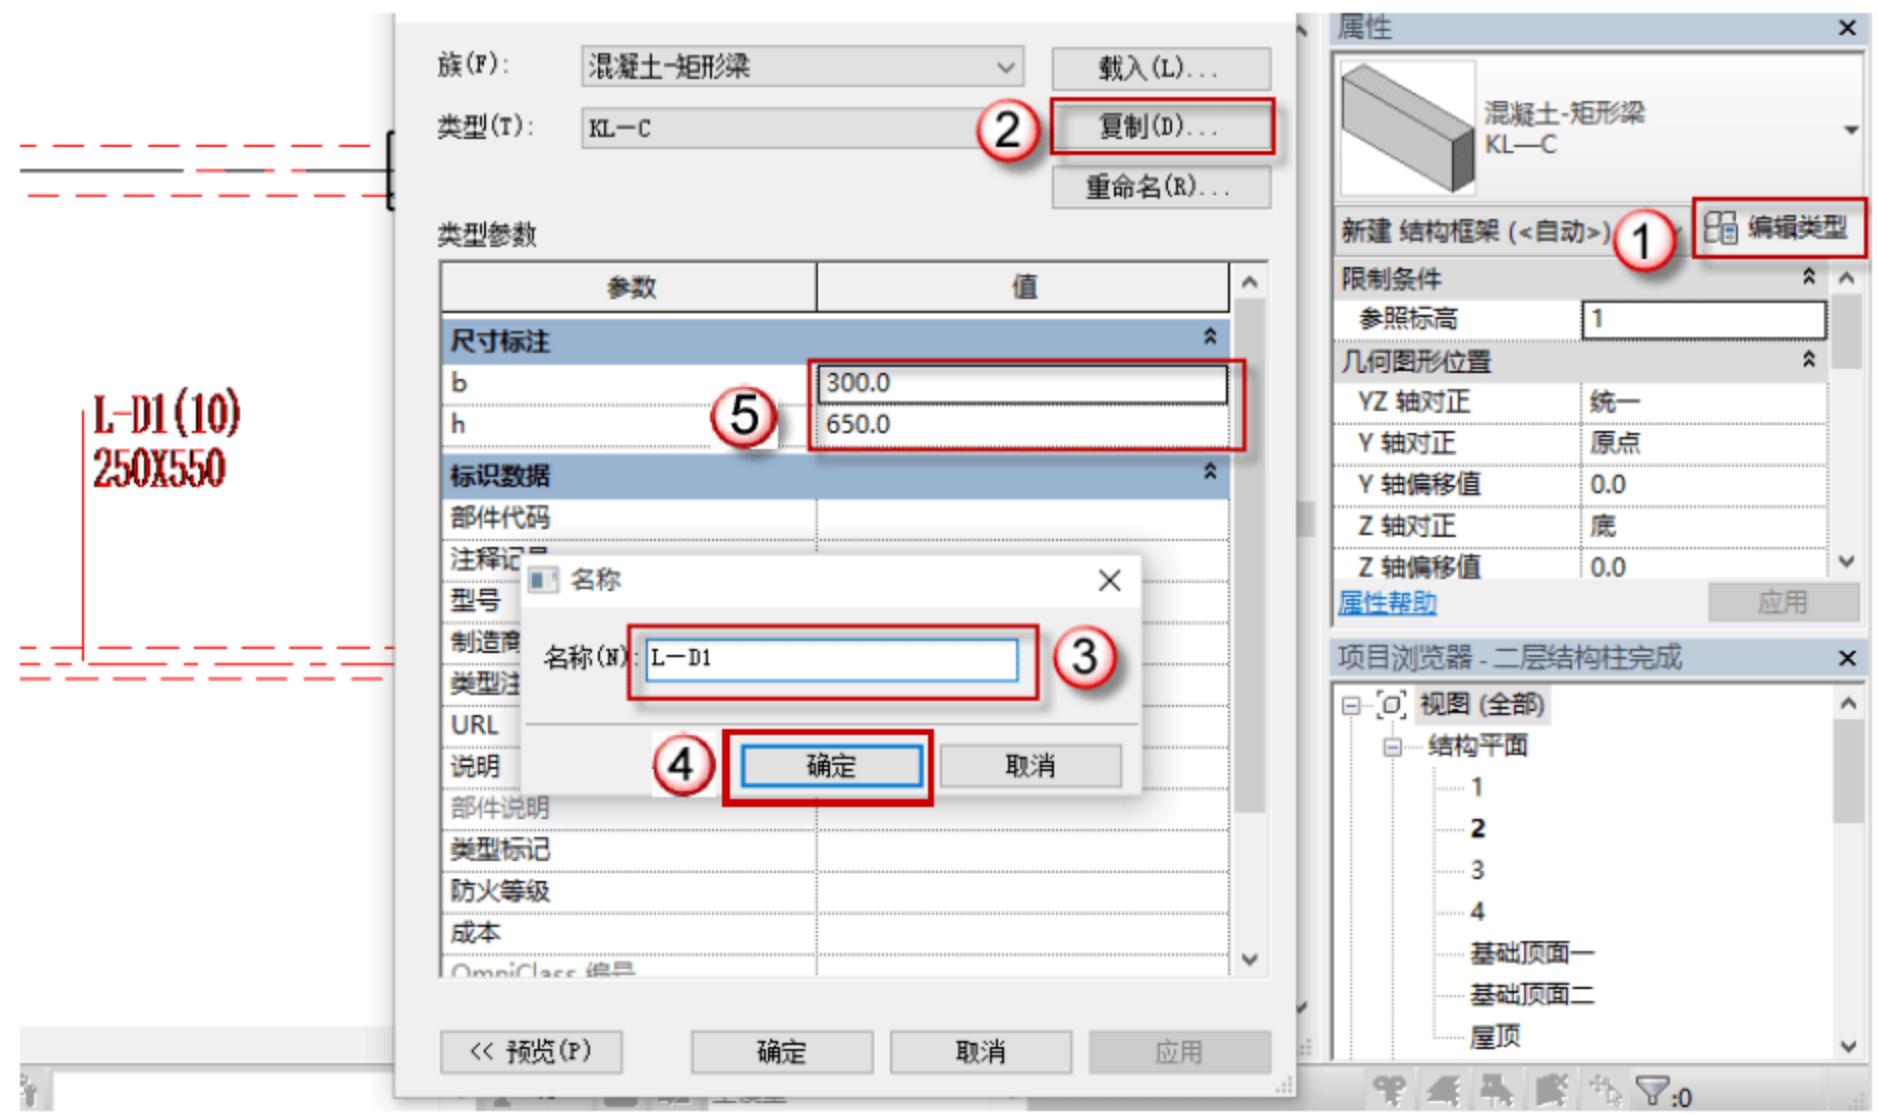 L-D1(10)
250X550
族(F):
混凝土-矩形梁
载入(L)...
类型(T):
KL—C
2
复制(D)...
重命名(R)...
类型参数
参数
值
尺寸标注
b
300.0
h
650.0
5
标识数据
部件代码
注释记号
型号
制造商
类型注
URL
说明
部件说明
类型标记
防火等级
成本
OmniClass 编号
名称
名称(N):
L—D1
3
4
确定
取消
<< 预览(P)
确定
取消
应用
属性
混凝土-矩形梁
KL—C
新建 结构框架 (<自动>)
1
编辑类型
限制条件
参照标高
1
几何图形位置
YZ 轴对正
统一
Y 轴对正
原点
Y 轴偏移值
0.0
Z 轴对正
底
Z 轴偏移值
0.0
属性帮助
应用
项目浏览器 - 二层结构柱完成
视图 (全部)
结构平面
1
2
3
4
基础顶面一
基础顶面二
屋顶
:0